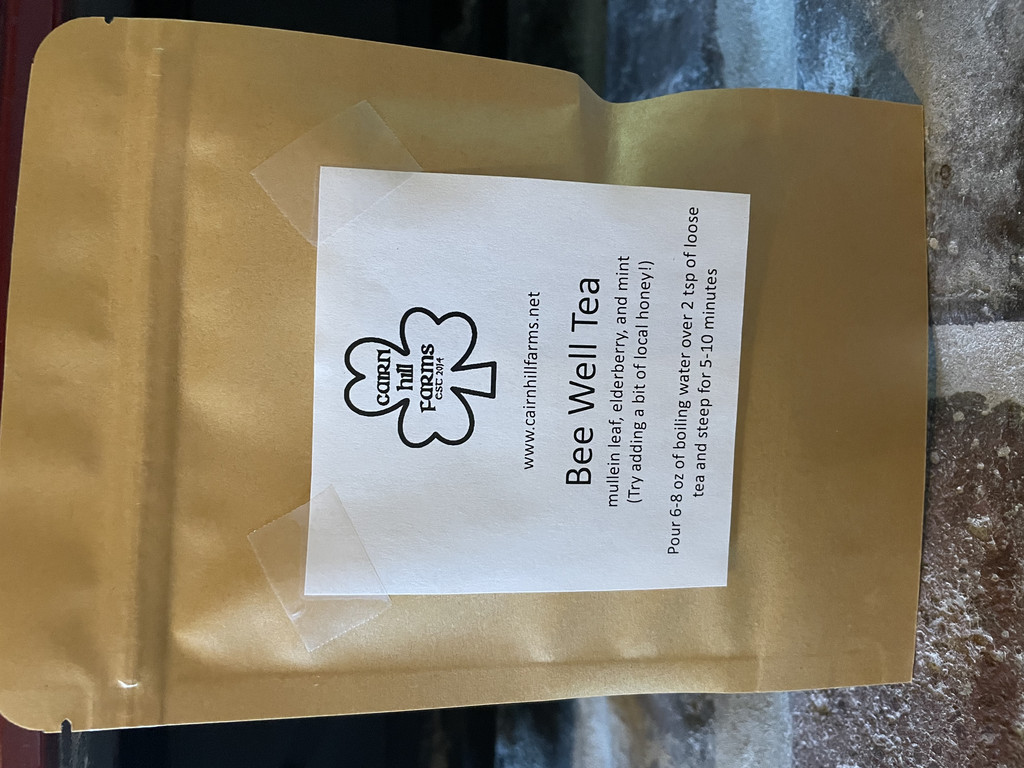 CAIRN
hill
FARMS
EST 2014
www.cairnhillfarms.net
Bee Well Tea
mullein leaf, elderberry, and mint
(Try adding a bit of local honey!)
Pour 6-8 oz of boiling water over 2 tsp of loose
tea and steep for 5-10 minutes